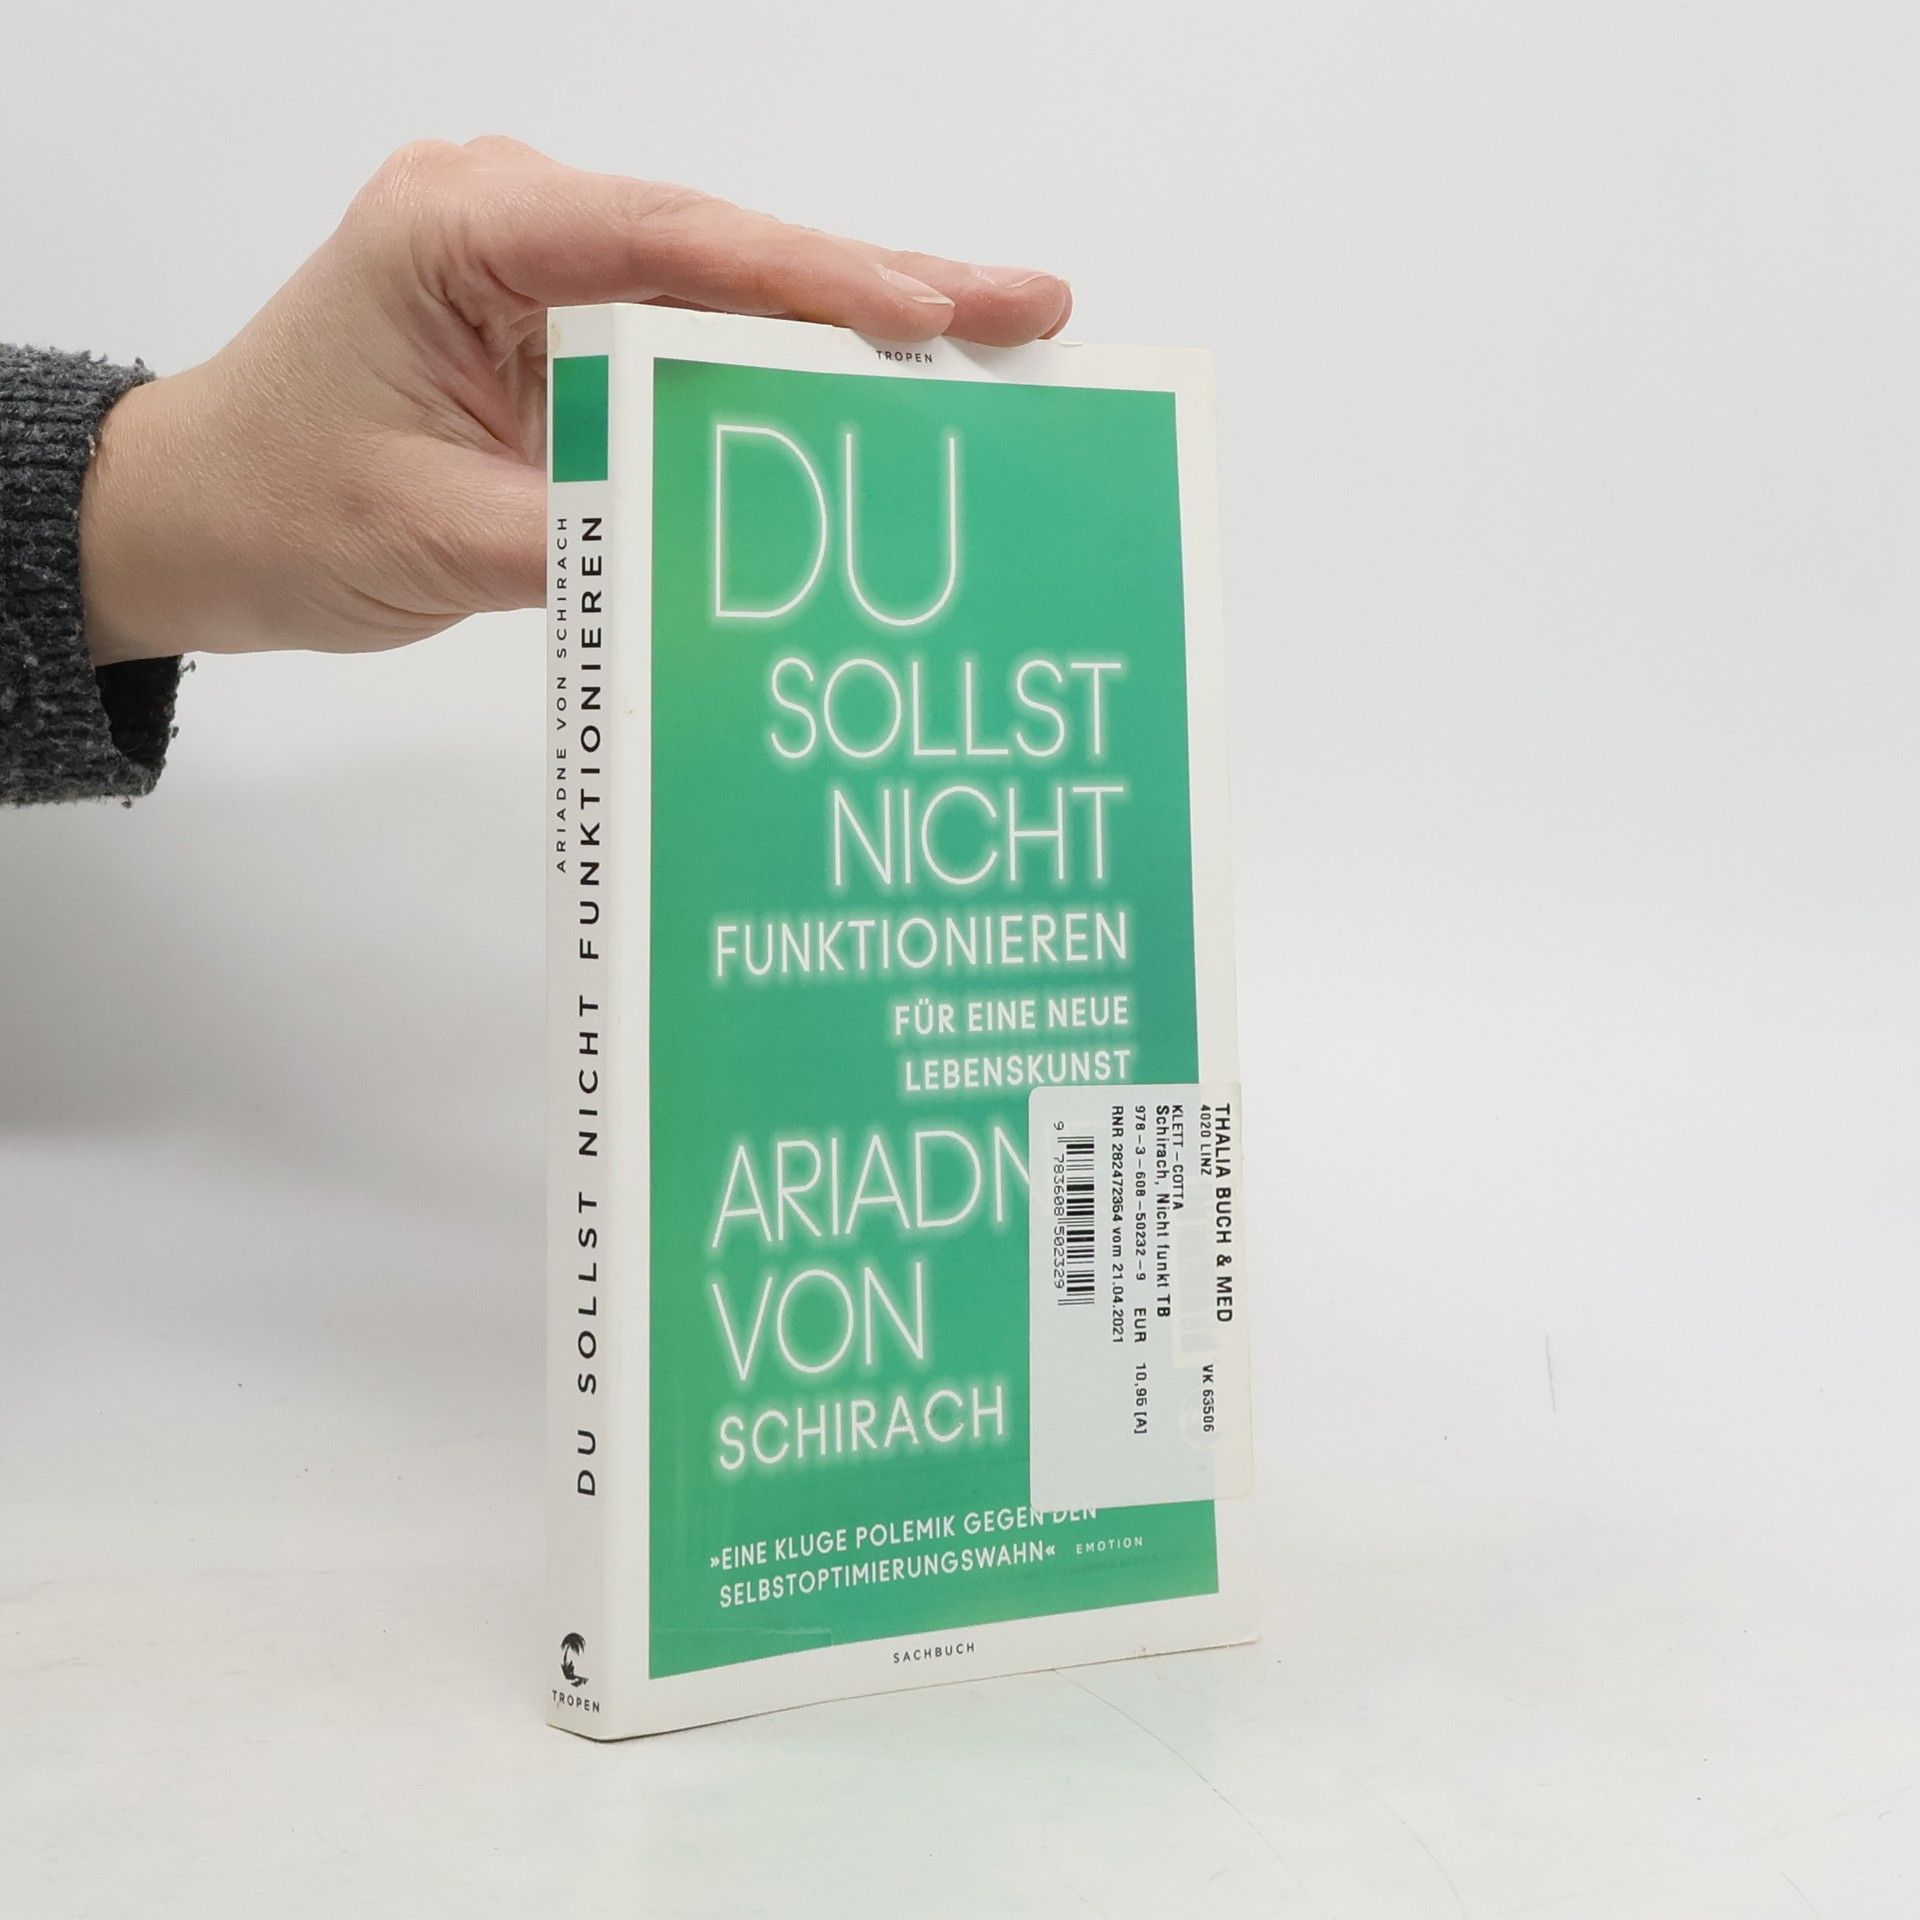 ARIADNE VON SCHIRACH
DU SOLLST NICHT FUNKTIONIEREN
TROPEN
TROPEN
DU
SOLLST
NICHT
FUNKTIONIEREN
FÜR EINE NEUE
LEBENSKUNST
ARIADN
VON
SCHIRACH
»EINE KLUGE POLEMIK GEGEN DEN
SELBSTOPTIMIERUNGSWAHN« EMOTION
SACHBUCH
THALIA BUCH & MED
4020 LINZ VK 63506
KLETT-COTTA
Schirach, Nicht funkt TB
978-3-608-50232-9 EUR 10,95 [A]
RNR 282472354 vom 21.04.2021
9 783608 502329